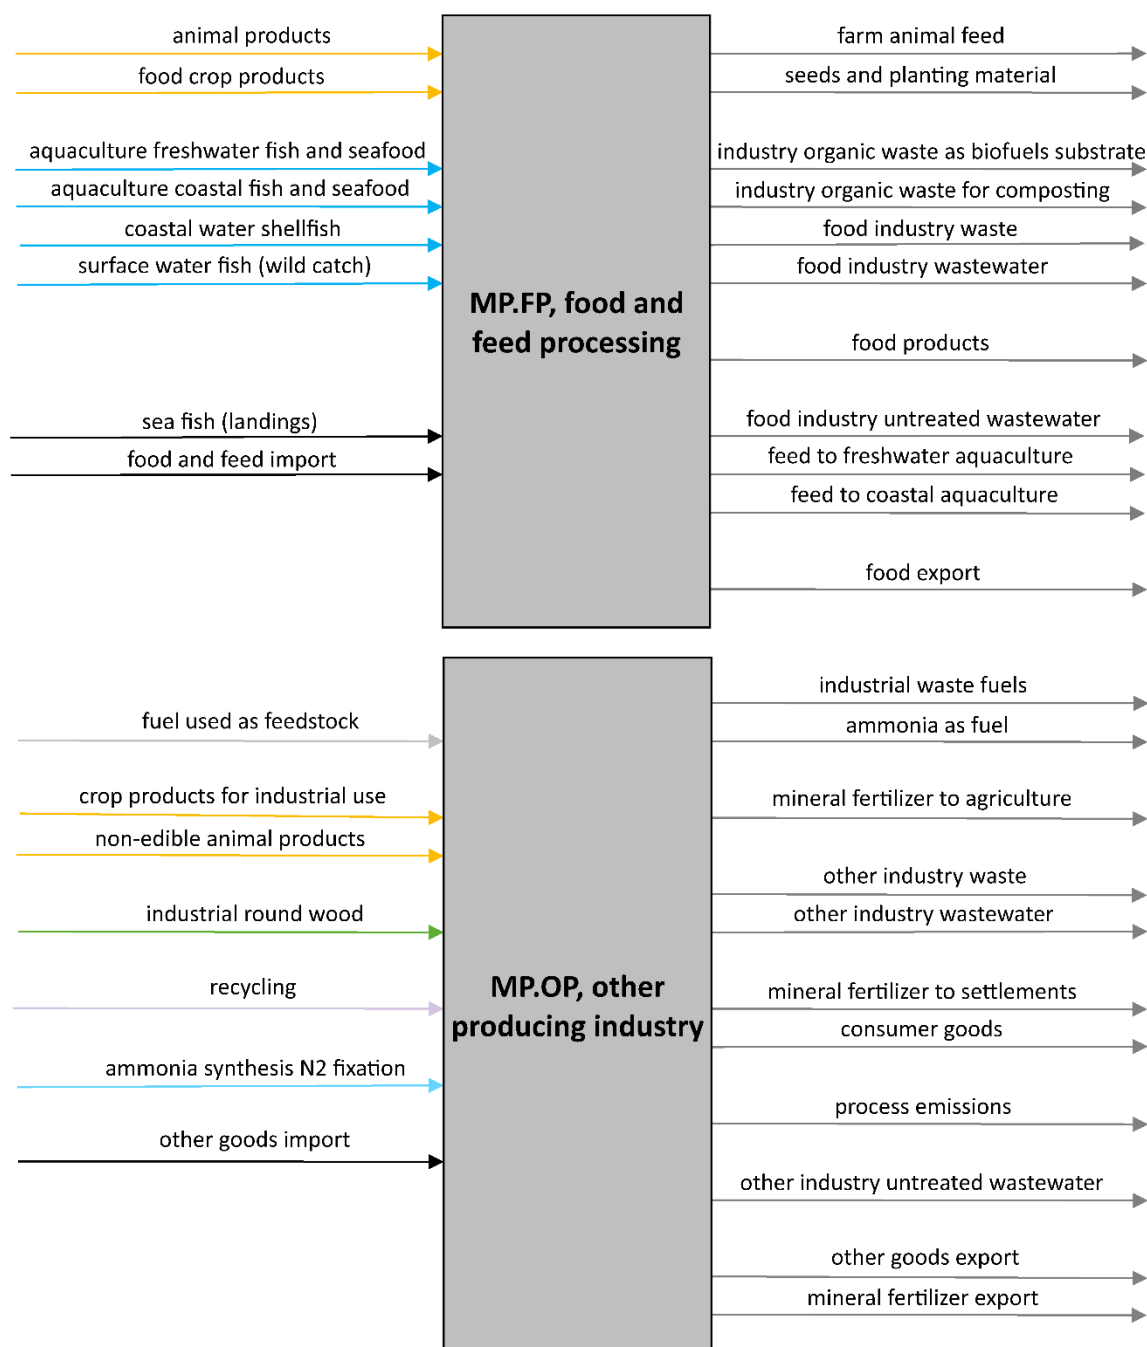 animal products
food crop products
aquaculture freshwater fish and seafood
aquaculture coastal fish and seafood
coastal water shellfish
surface water fish (wild catch)
sea fish (landings)
food and feed import
MP.FP, food and
feed processing
farm animal feed
seeds and planting material
industry organic waste as biofuels substrate
industry organic waste for composting
food industry waste
food industry wastewater
food products
food industry untreated wastewater
feed to freshwater aquaculture
feed to coastal aquaculture
food export
fuel used as feedstock
crop products for industrial use
non-edible animal products
industrial round wood
recycling
ammonia synthesis N2 fixation
other goods import
MP.OP, other
producing industry
industrial waste fuels
ammonia as fuel
mineral fertilizer to agriculture
other industry waste
other industry wastewater
mineral fertilizer to settlements
consumer goods
process emissions
other industry untreated wastewater
other goods export
mineral fertilizer export